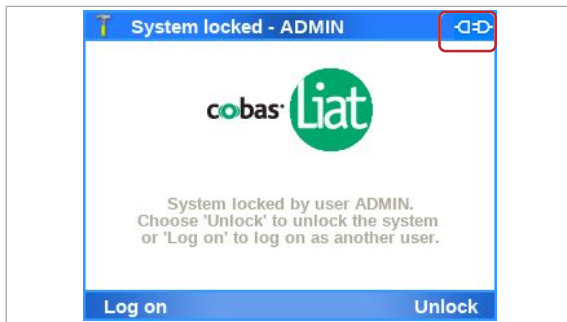 System locked - ADMIN
cobas®
Liat
System locked by user ADMIN.
Choose 'Unlock' to unlock the system
or 'Log on' to log on as another user.
Log on
Unlock